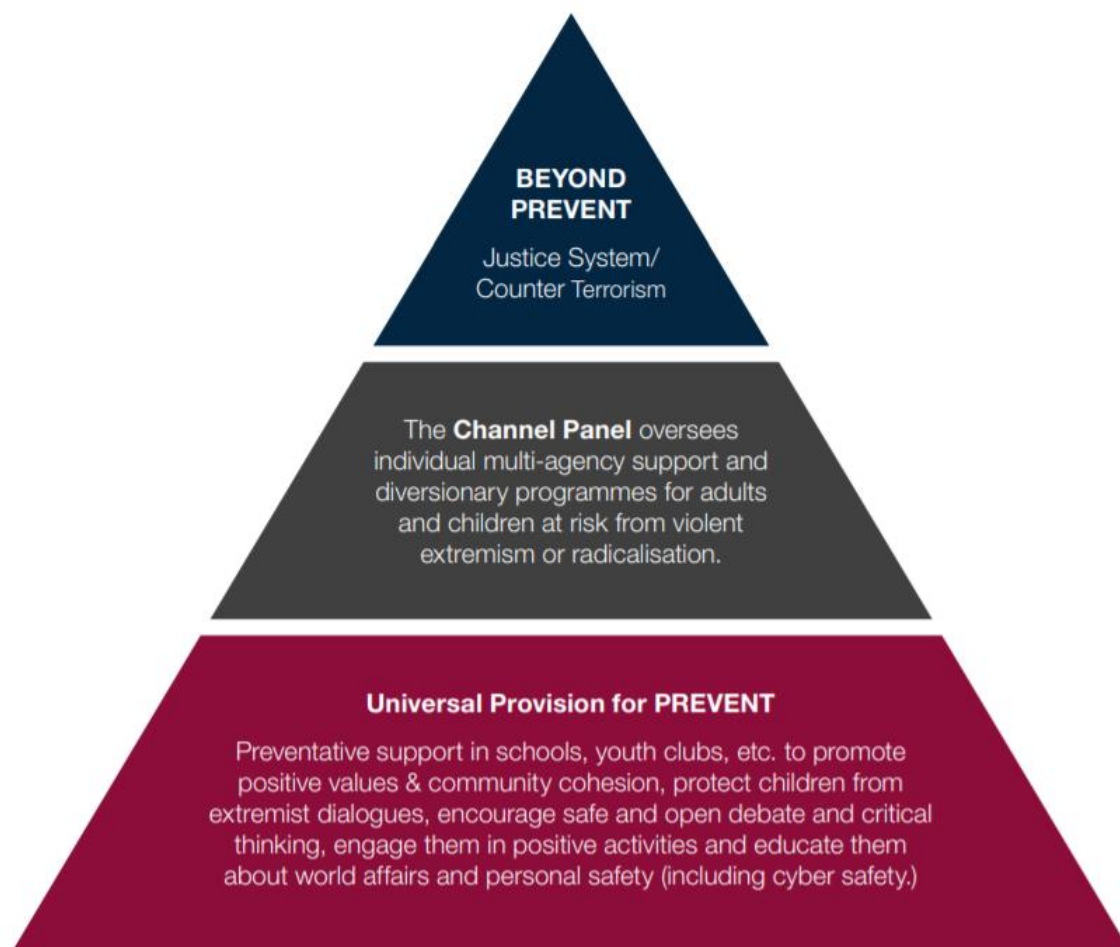 BEYOND
PREVENT
Justice System/
Counter Terrorism
The Channel Panel oversees
individual multi-agency support and
diversionary programmes for adults
and children at risk from violent
extremism or radicalisation.
Universal Provision for PREVENT
Preventative support in schools, youth clubs, etc. to promote
positive values & community cohesion, protect children from
extremist dialogues, encourage safe and open debate and critical
thinking, engage them in positive activities and educate them
about world affairs and personal safety (including cyber safety.)